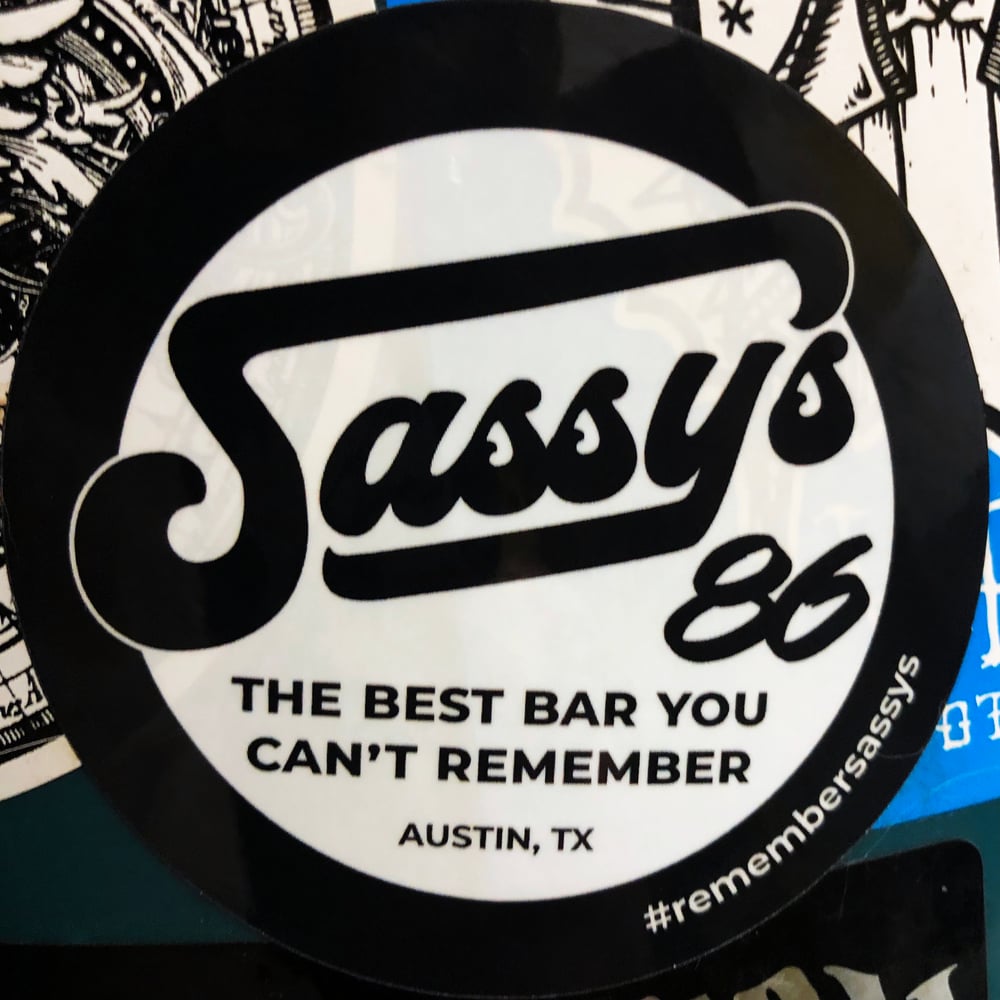 Sassys
86
THE BEST BAR YOU
CAN'T REMEMBER
AUSTIN, TX
#remembersassys